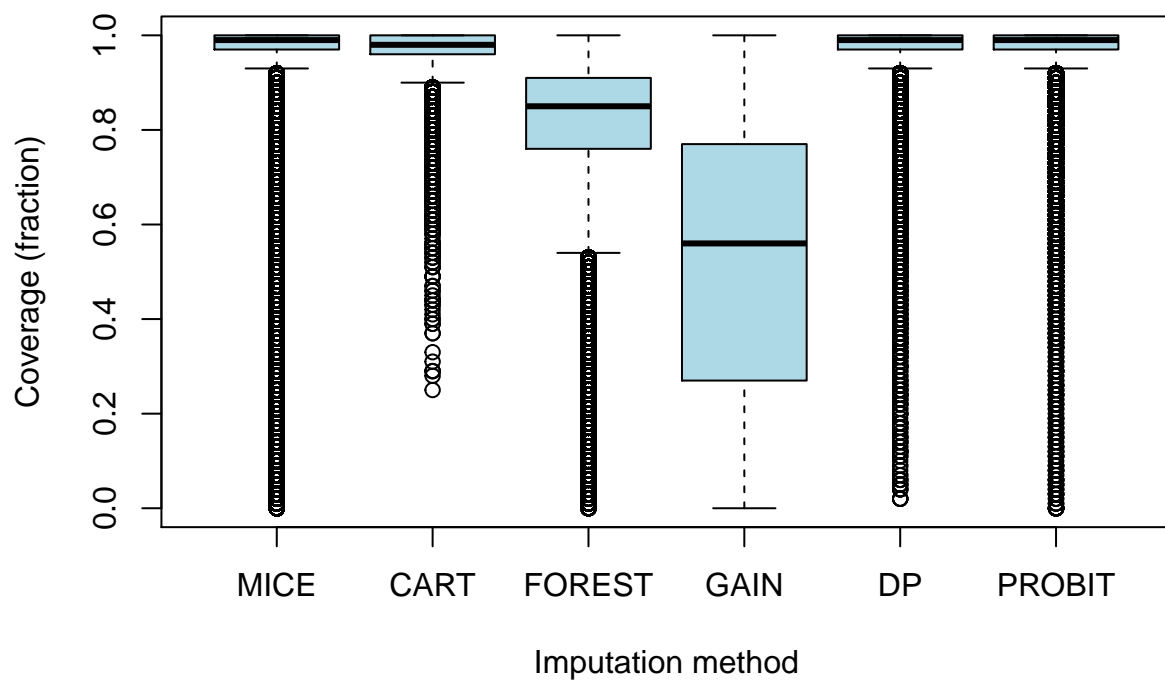 Coverage (fraction)
1.0
0.8
0.6
0.4
0.2
0.0
MICE CART FOREST GAIN DP PROBIT
Imputation method